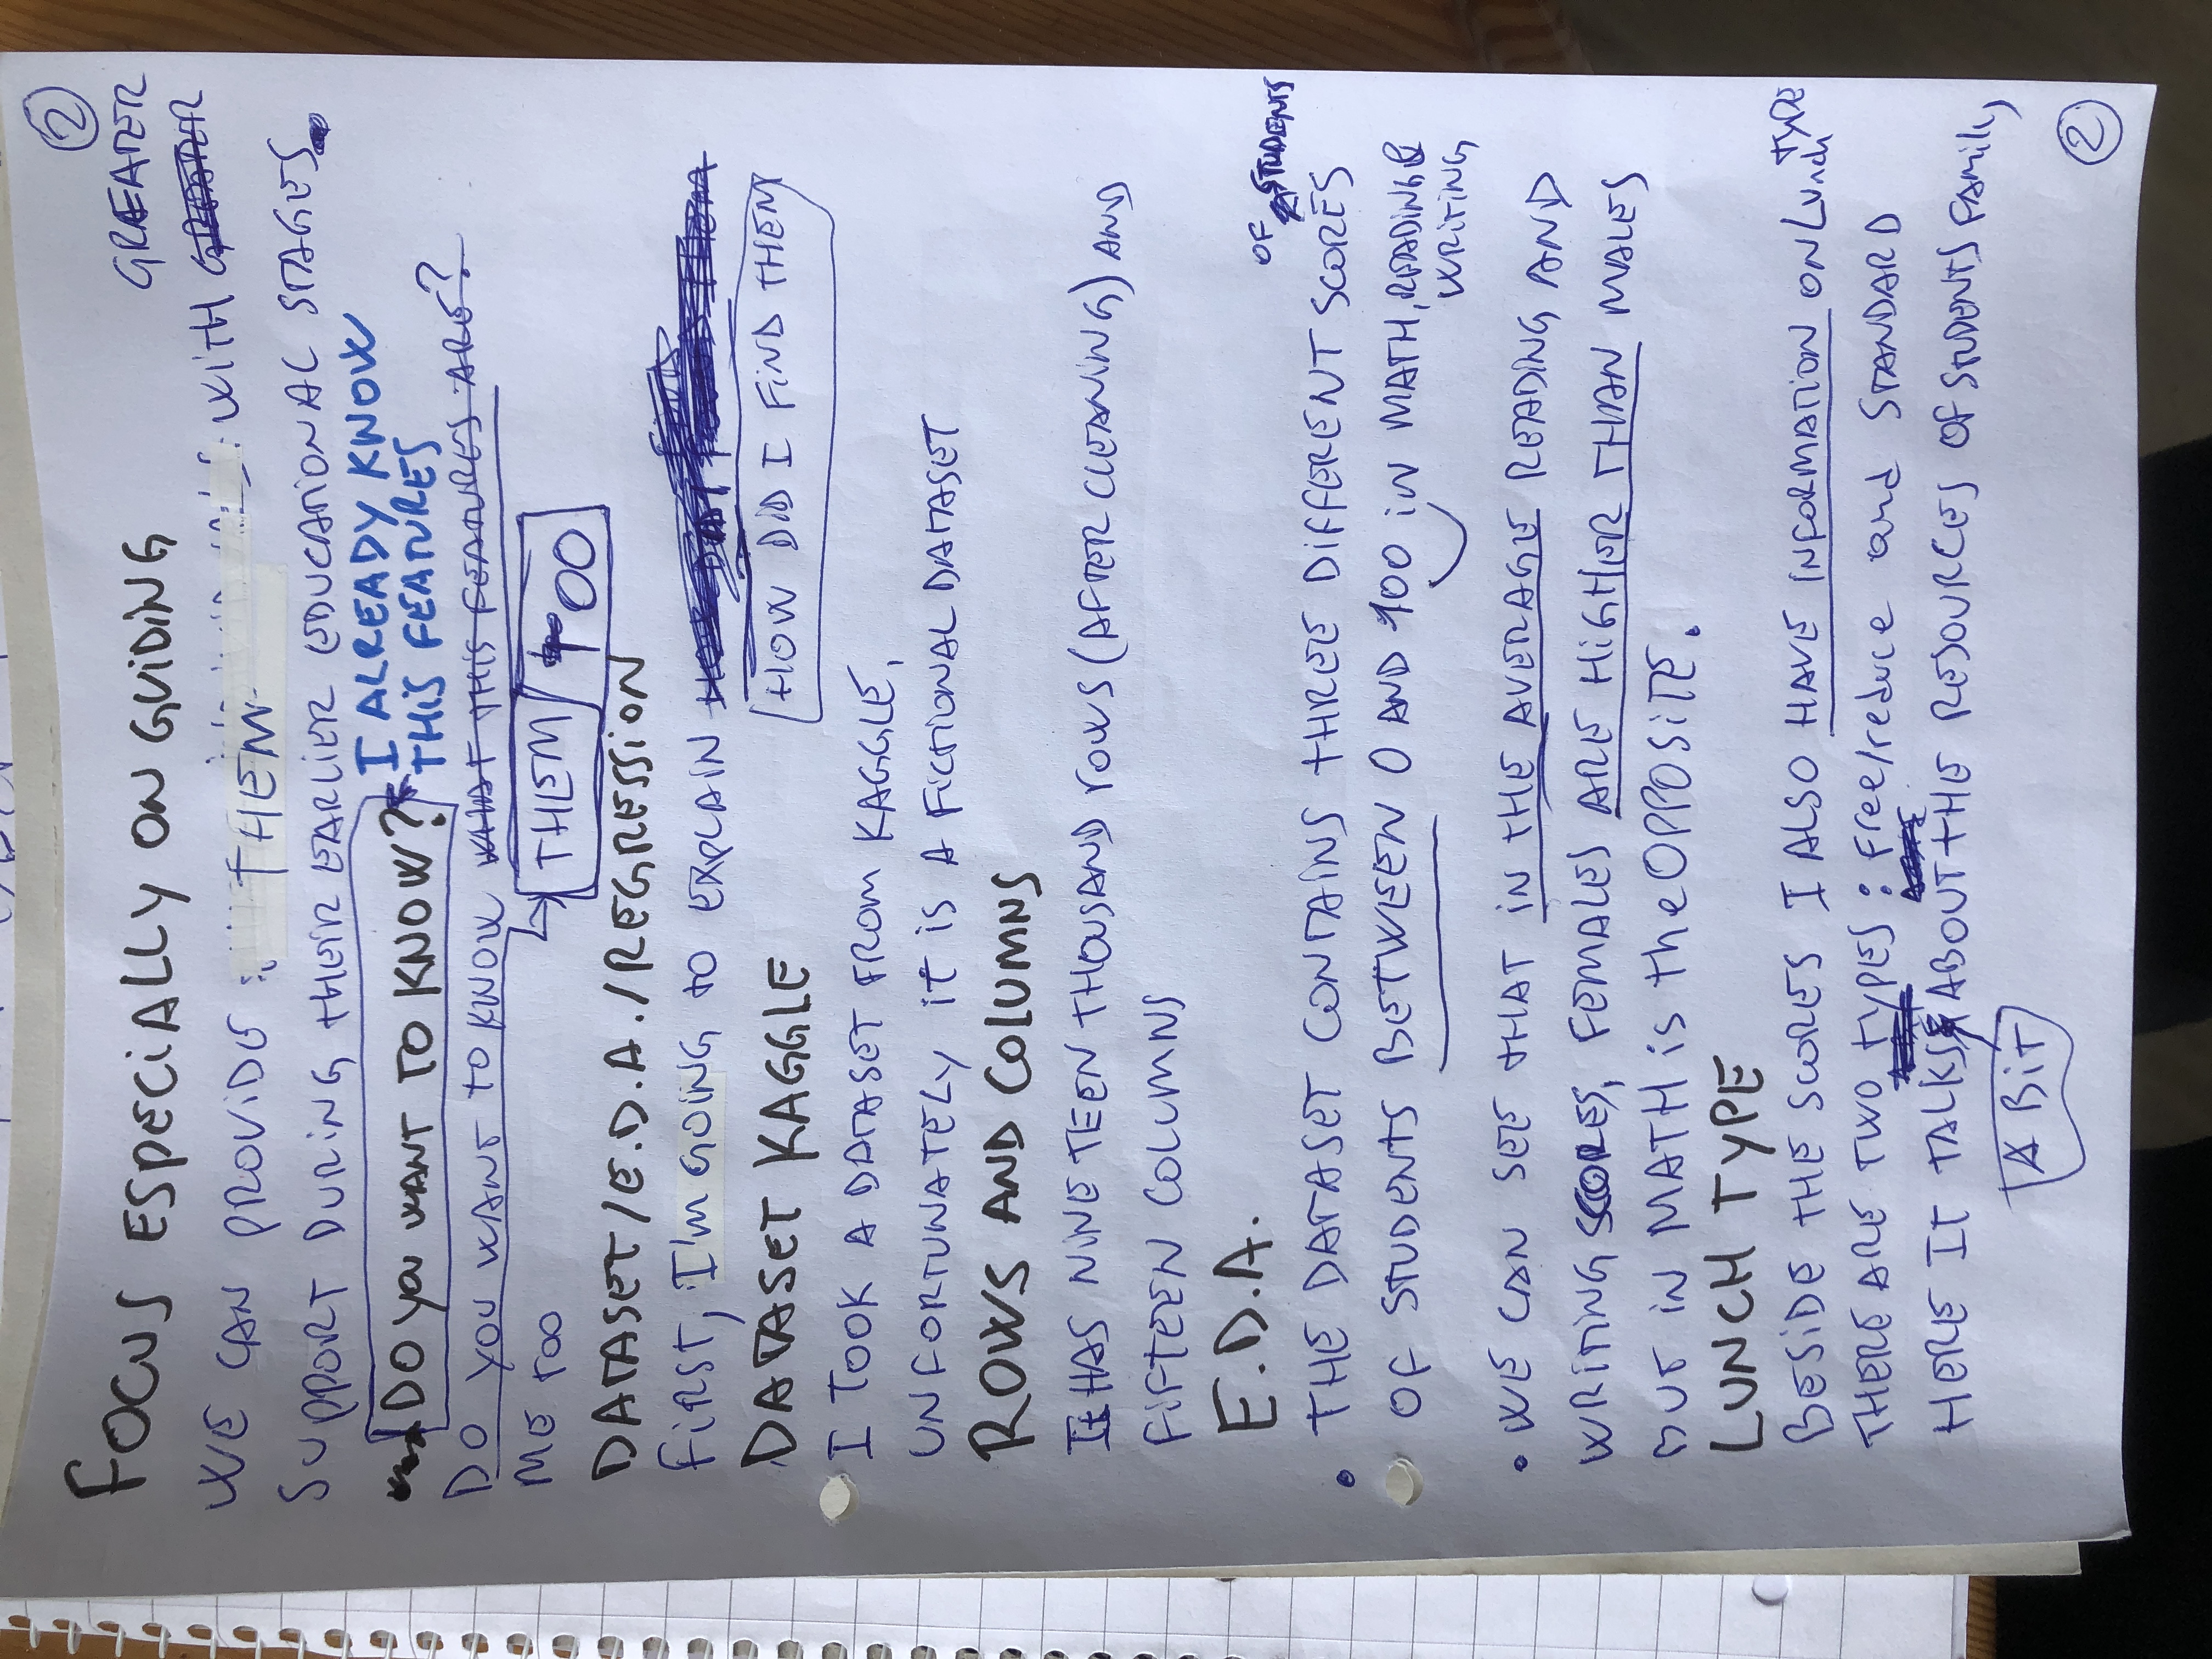 2
FOCUS ESPECIALLY ON GUIDING
GREATER
WE CAN PROVIDE THEM WITH GREATER
SUPPORT DURING THEIR EARLIER EDUCATIONAL STAGES
DO YOU WANT TO KNOW?
I ALREADY KNOW
THIS FEATURES
DO YOU WANT TO KNOW WHAT THIS FEATURES ARE?
ME TOO
THEM TOO
DATASET/E.D.A./REGRESSION
FIRST, I'M GOING TO EXPLAIN
DATASET KAGGLE
HOW DID I FIND THEM
I TOOK A DATASET FROM KAGGLE,
UNFORTUNATELY IT IS A FICTIONAL DATASET
ROWS AND COLUMNS
It HAS NINE TEEN THOUSAND rows (AFTER CLEANING) AND
FIFTEEN COLUMNS
E.D.A.
OF STUDENTS
• THE DATASET CONTAINS THREE DIFFERENT SCORES
OF STUDENTS BETWEEN 0 AND 100 IN MATH, READING &
WRITING
• WE CAN SEE THAT IN THE AVERAGE READING AND
WRITING SCORES, FEMALES ARE HIGHER THAN MALES
BUT IN MATH is the OPPOSITE.
LUNCH TYPE
BESIDE THE SCORES I ALSO HAVE INFORMATION ON Lunch TYPE
THERE ARE TWO TYPES: Free/reduce and STANDARD
HERE IT TALKS ABOUT THE RESOURCES OF STUDENTS Family
A BIT
2